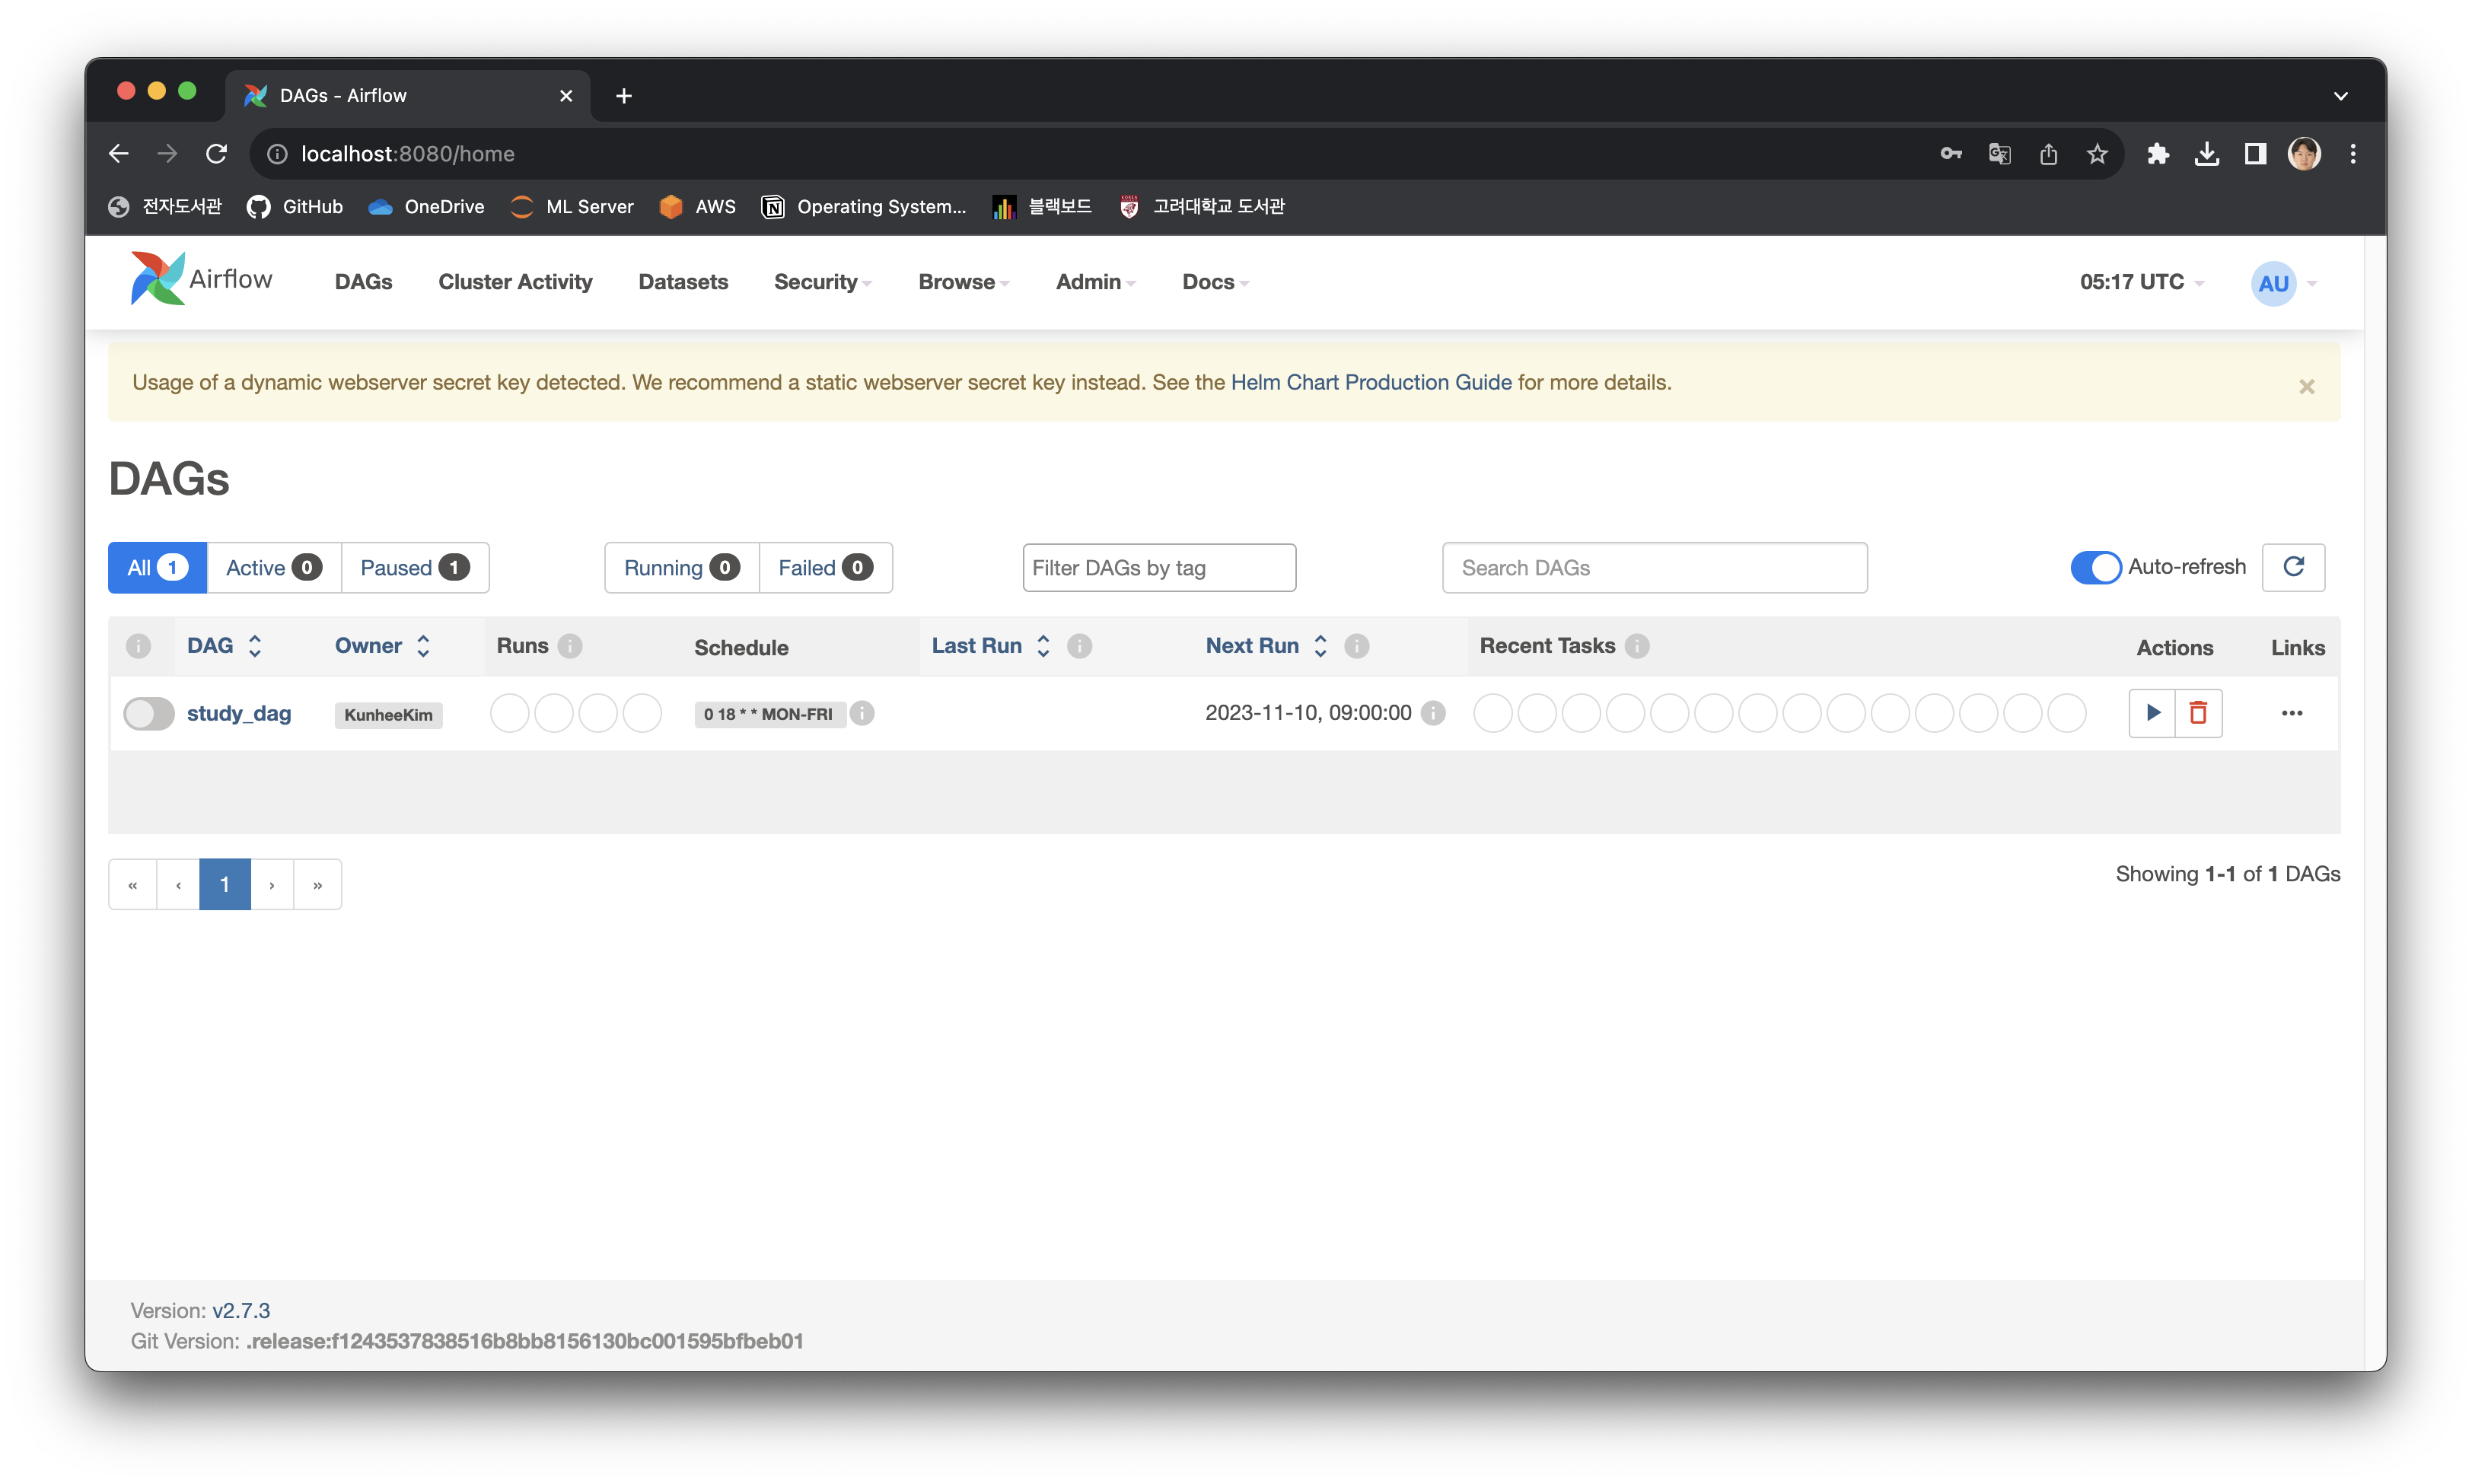 DAGs - Airflow
localhost:8080/home
전자도서관 GitHub OneDrive ML Server AWS Operating System... 블랙보드 고려대학교 도서관
Airflow DAGs Cluster Activity Datasets Security Browse Admin Docs 05:17 UTC AU
Usage of a dynamic webserver secret key detected. We recommend a static webserver secret key instead. See the Helm Chart Production Guide for more details. ×
DAGs
All 1 Active 0 Paused 1 Running 0 Failed 0 Filter DAGs by tag Search DAGs Auto-refresh
DAG Owner Runs Schedule Last Run Next Run Recent Tasks Actions Links
study_dag KunheeKim 0 18 * * MON-FRI 2023-11-10, 09:00:00
« ‹ 1 › » Showing 1-1 of 1 DAGs
Version: v2.7.3
Git Version: .release:f1243537838516b8bb8156130bc001595bfbeb01